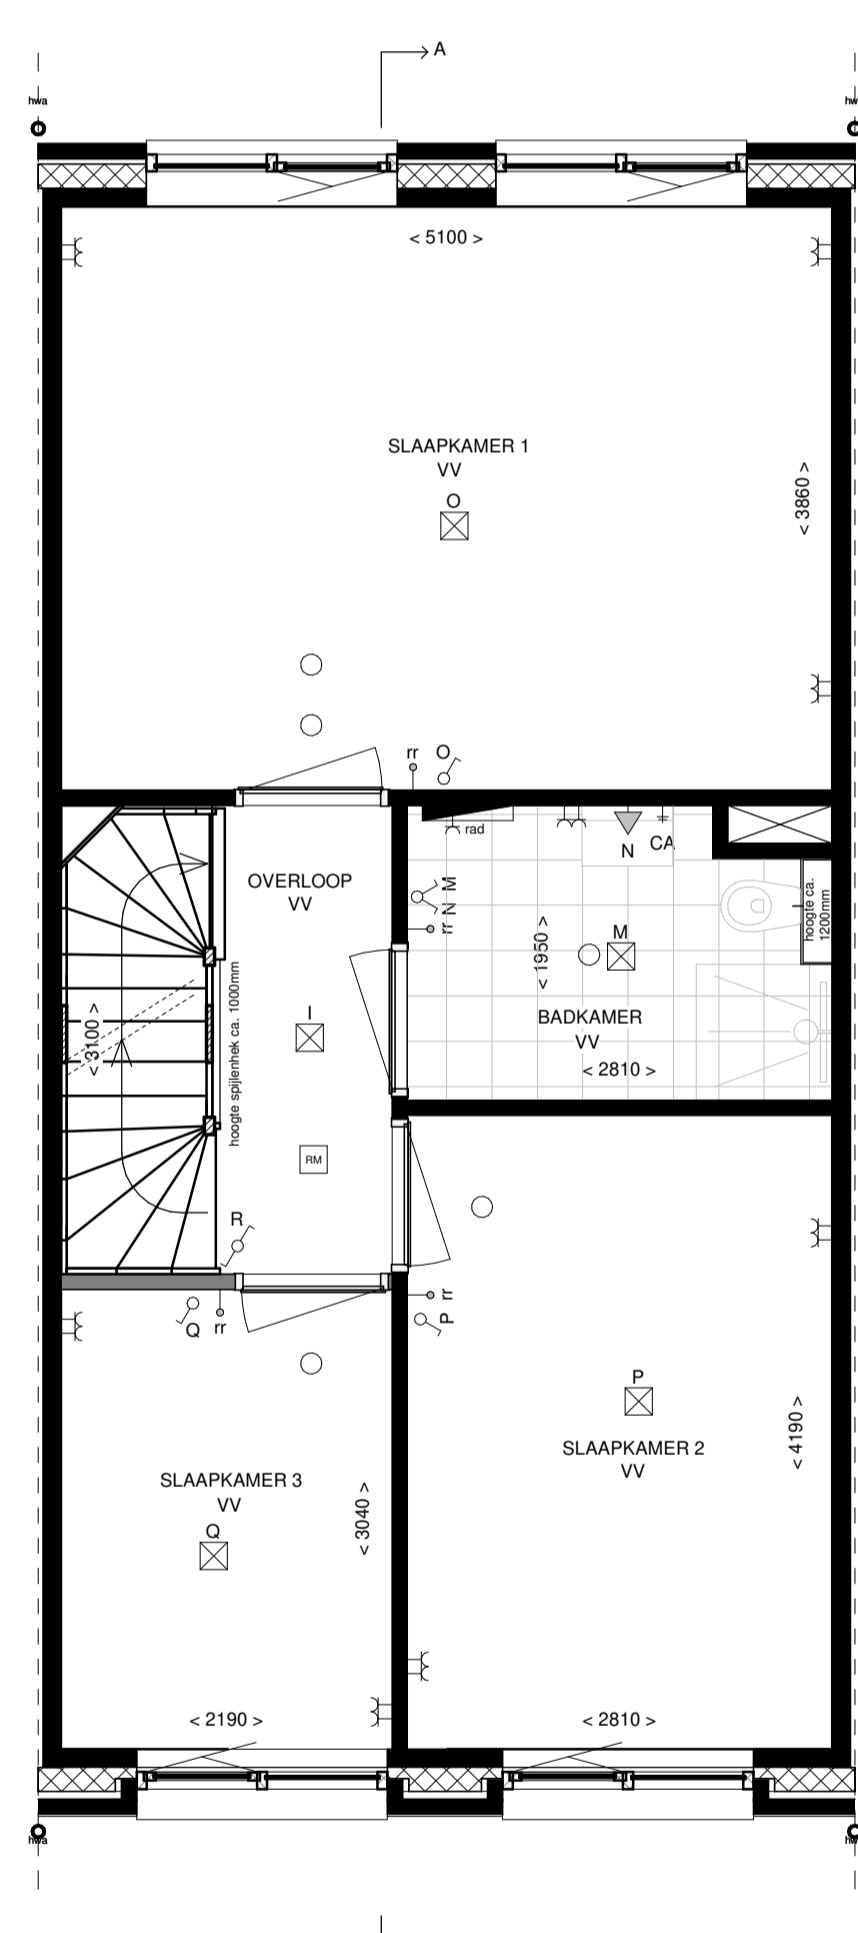 A
hwa
hw
< 5100 >
SLAAPKAMER 1
VV
O
< 3860 >
rr
O
rad
N
CA
OVERLOOP
VV
M
N
rr
hoogte ca.
1200mm
< 1950 >
M
BADKAMER
VV
< 2810 >
I
< 3100 >
hoogte spijlenhek ca. 1000mm
RM
R
Q
rr
rr
P
P
SLAAPKAMER 2
VV
< 4190 >
SLAAPKAMER 3
VV
Q
< 3040 >
< 2190 >
< 2810 >
hwa
hw